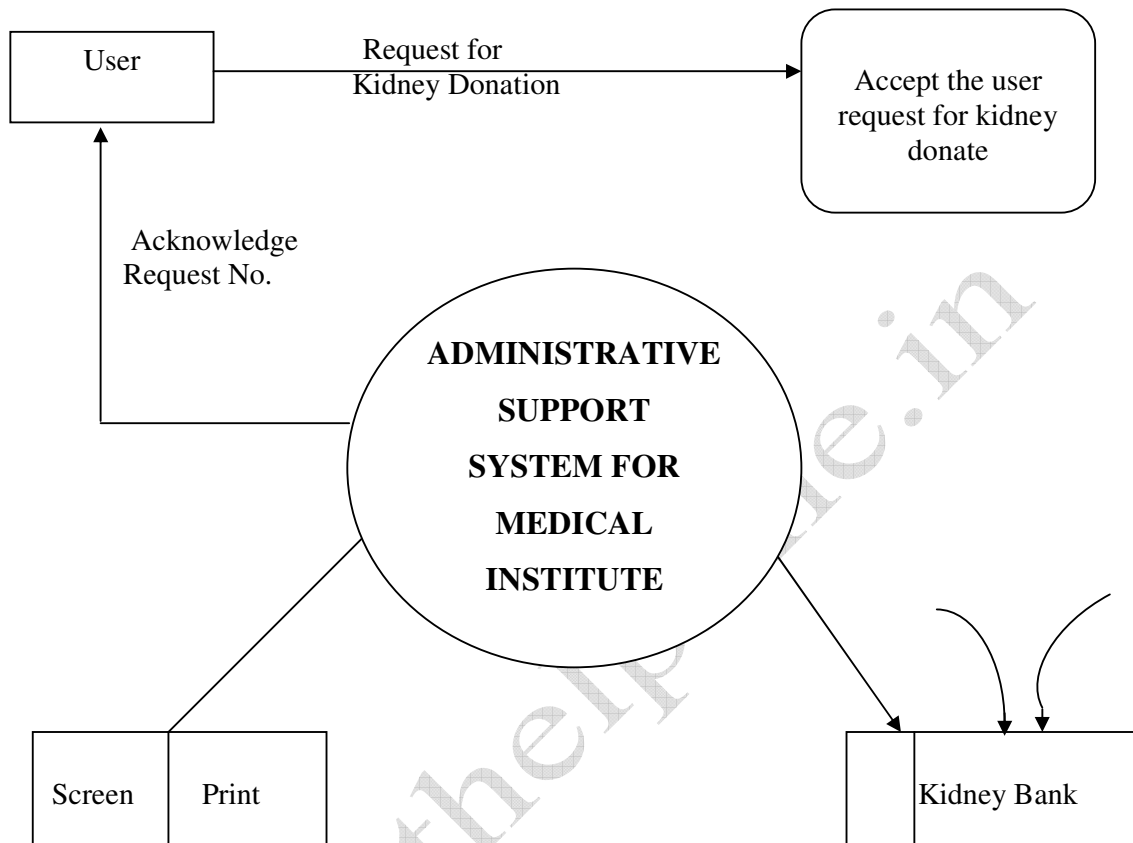 User
Request for
Kidney Donation
Accept the user
request for kidney
donate
Acknowledge
Request No.
ADMINISTRATIVE
SUPPORT
SYSTEM FOR
MEDICAL
INSTITUTE
Screen
Print
Kidney Bank